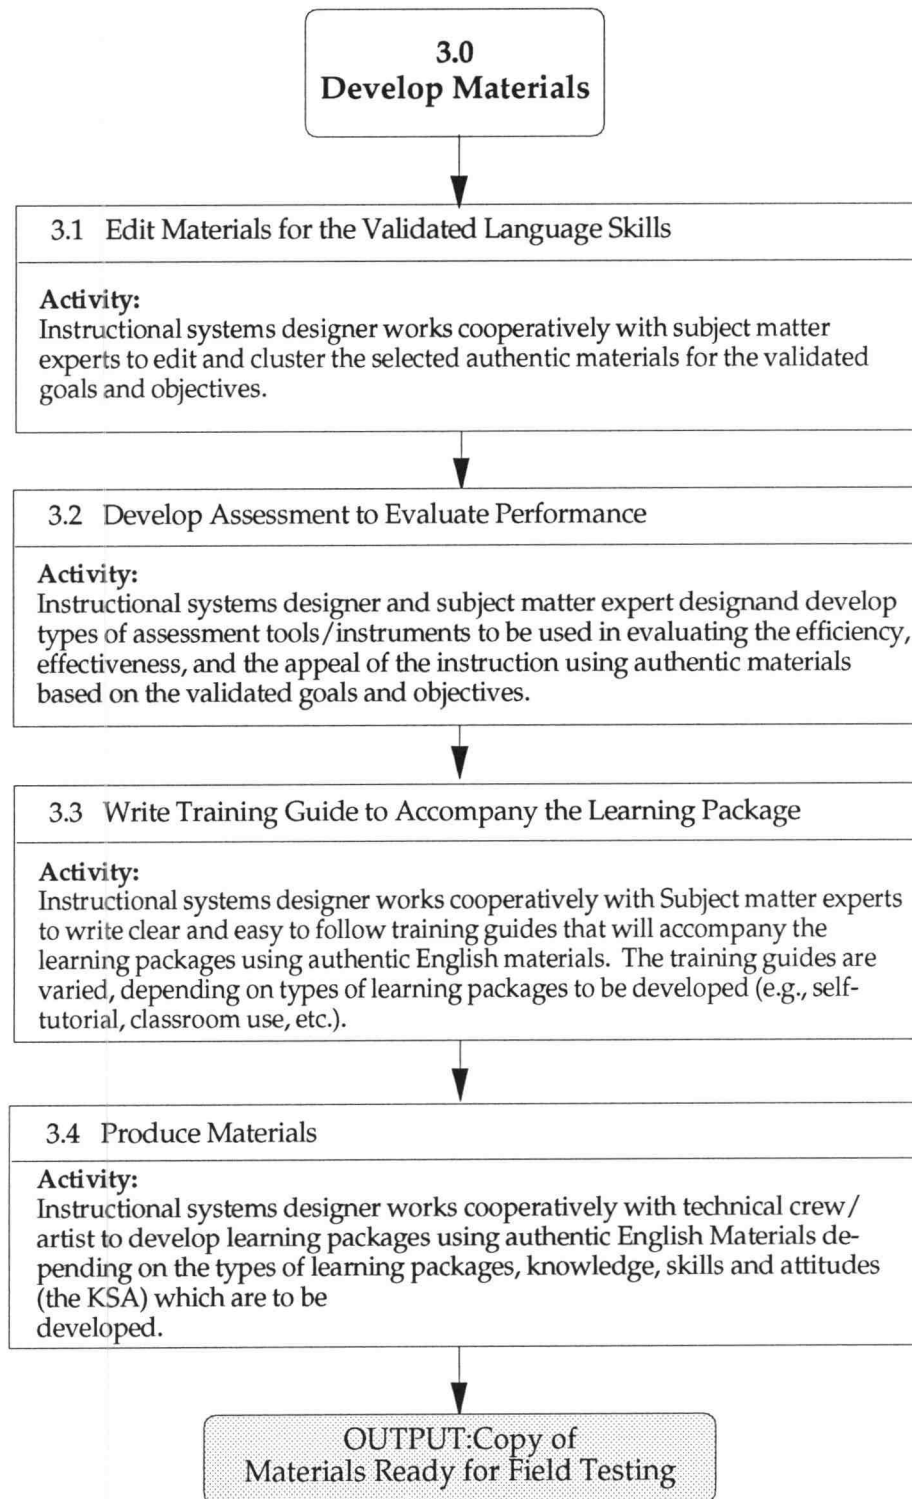 3.0
Develop Materials
3.1 Edit Materials for the Validated Language Skills
Activity:
Instructional systems designer works cooperatively with subject matter
experts to edit and cluster the selected authentic materials for the validated
goals and objectives.
3.2 Develop Assessment to Evaluate Performance
Activity:
Instructional systems designer and subject matter expert designand develop
types of assessment tools/instruments to be used in evaluating the efficiency,
effectiveness, and the appeal of the instruction using authentic materials
based on the validated goals and objectives.
3.3 Write Training Guide to Accompany the Learning Package
Activity:
Instructional systems designer works cooperatively with Subject matter experts
to write clear and easy to follow training guides that will accompany the
learning packages using authentic English materials. The training guides are
varied, depending on types of learning packages to be developed (e.g., self-
tutorial, classroom use, etc.).
3.4 Produce Materials
Activity:
Instructional systems designer works cooperatively with technical crew/
artist to develop learning packages using authentic English Materials de-
pending on the types of learning packages, knowledge, skills and attitudes
(the KSA) which are to be
developed.
OUTPUT:Copy of
Materials Ready for Field Testing